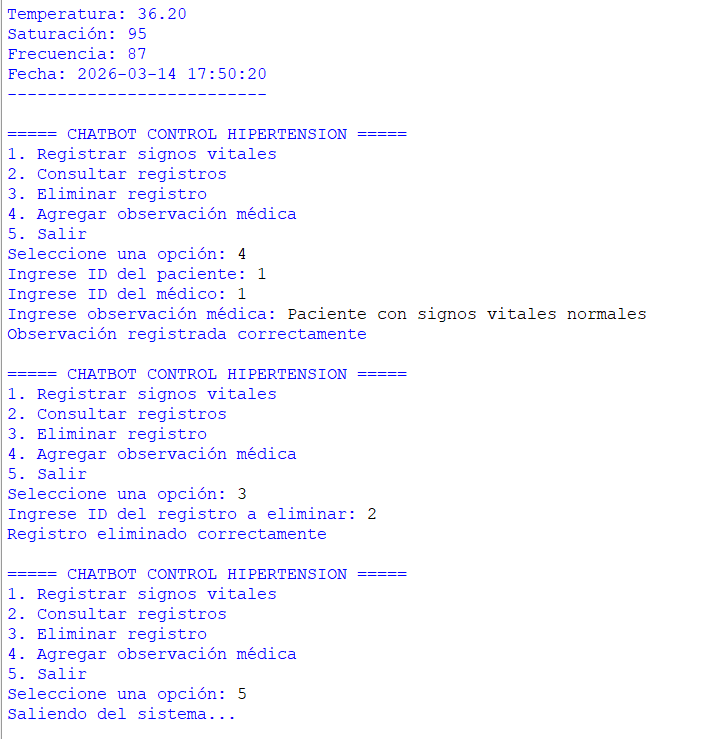 Temperatura: 36.20
Saturación: 95
Frecuencia: 87
Fecha: 2026-03-14 17:50:20
--------------------------
===== CHATBOT CONTROL HIPERTENSION =====
1. Registrar signos vitales
2. Consultar registros
3. Eliminar registro
4. Agregar observación médica
5. Salir
Seleccione una opción: 4
Ingrese ID del paciente: 1
Ingrese ID del médico: 1
Ingrese observación médica: Paciente con signos vitales normales
Observación registrada correctamente
===== CHATBOT CONTROL HIPERTENSION =====
1. Registrar signos vitales
2. Consultar registros
3. Eliminar registro
4. Agregar observación médica
5. Salir
Seleccione una opción: 3
Ingrese ID del registro a eliminar: 2
Registro eliminado correctamente
===== CHATBOT CONTROL HIPERTENSION =====
1. Registrar signos vitales
2. Consultar registros
3. Eliminar registro
4. Agregar observación médica
5. Salir
Seleccione una opción: 5
Saliendo del sistema...